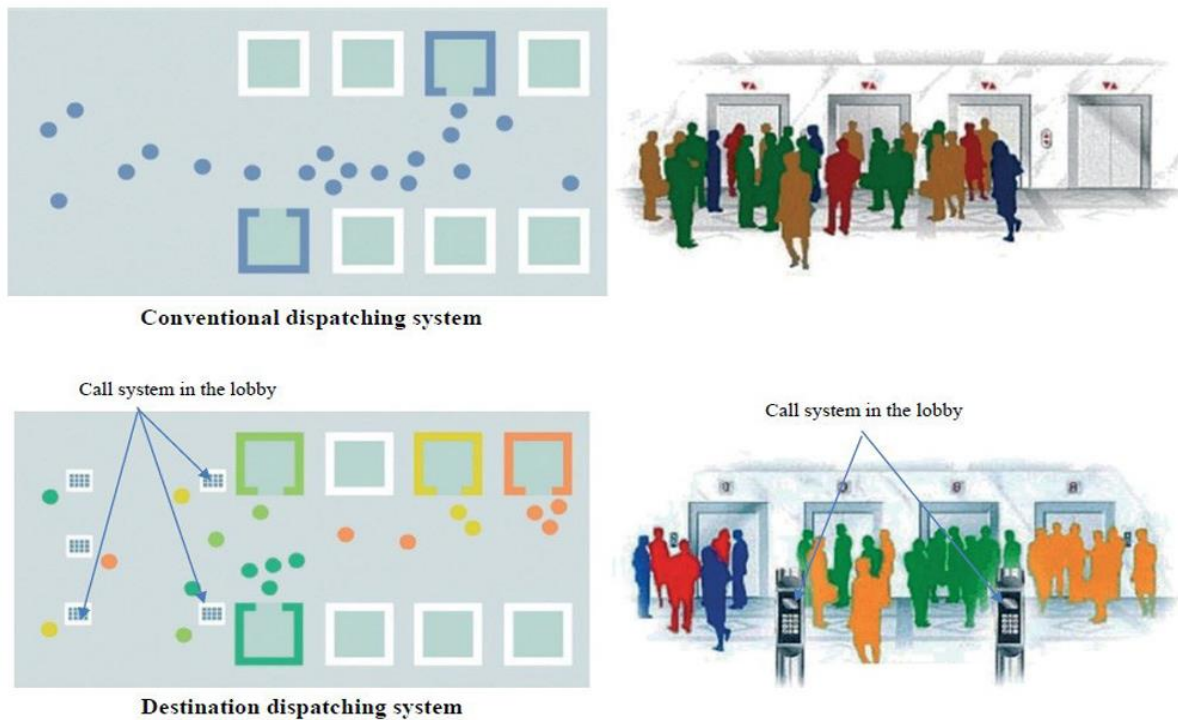 Conventional dispatching system
Call system in the lobby
Call system in the lobby
Destination dispatching system